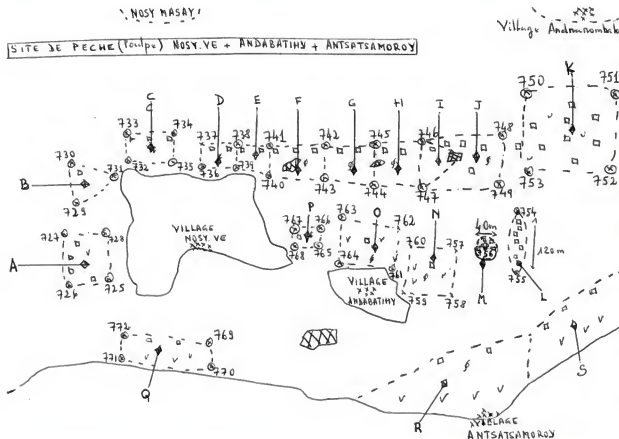 NOSY MASAY
Village Andranombala
SITE DE PECHE (Poulpe) NOSY.VE + ANDABATIHY + ANTSATSAMOROY
C D E F G H I J K
733 734 737 738 741 742 745 746 748 750 751
730 731 732 735 736 739 740 743 744 747 749 753 752
B
729
VILLAGE
NOSY.VE
767 P 766 763 O 762 N
768 765 764 761 760 757
727 728
A
726 725
VILLAGE
ANDABATIHY
759 758
40m 754
756 120m
M 755 L
772 769
771 770
Q
R S
VILLAGE
ANTSATSAMOROY